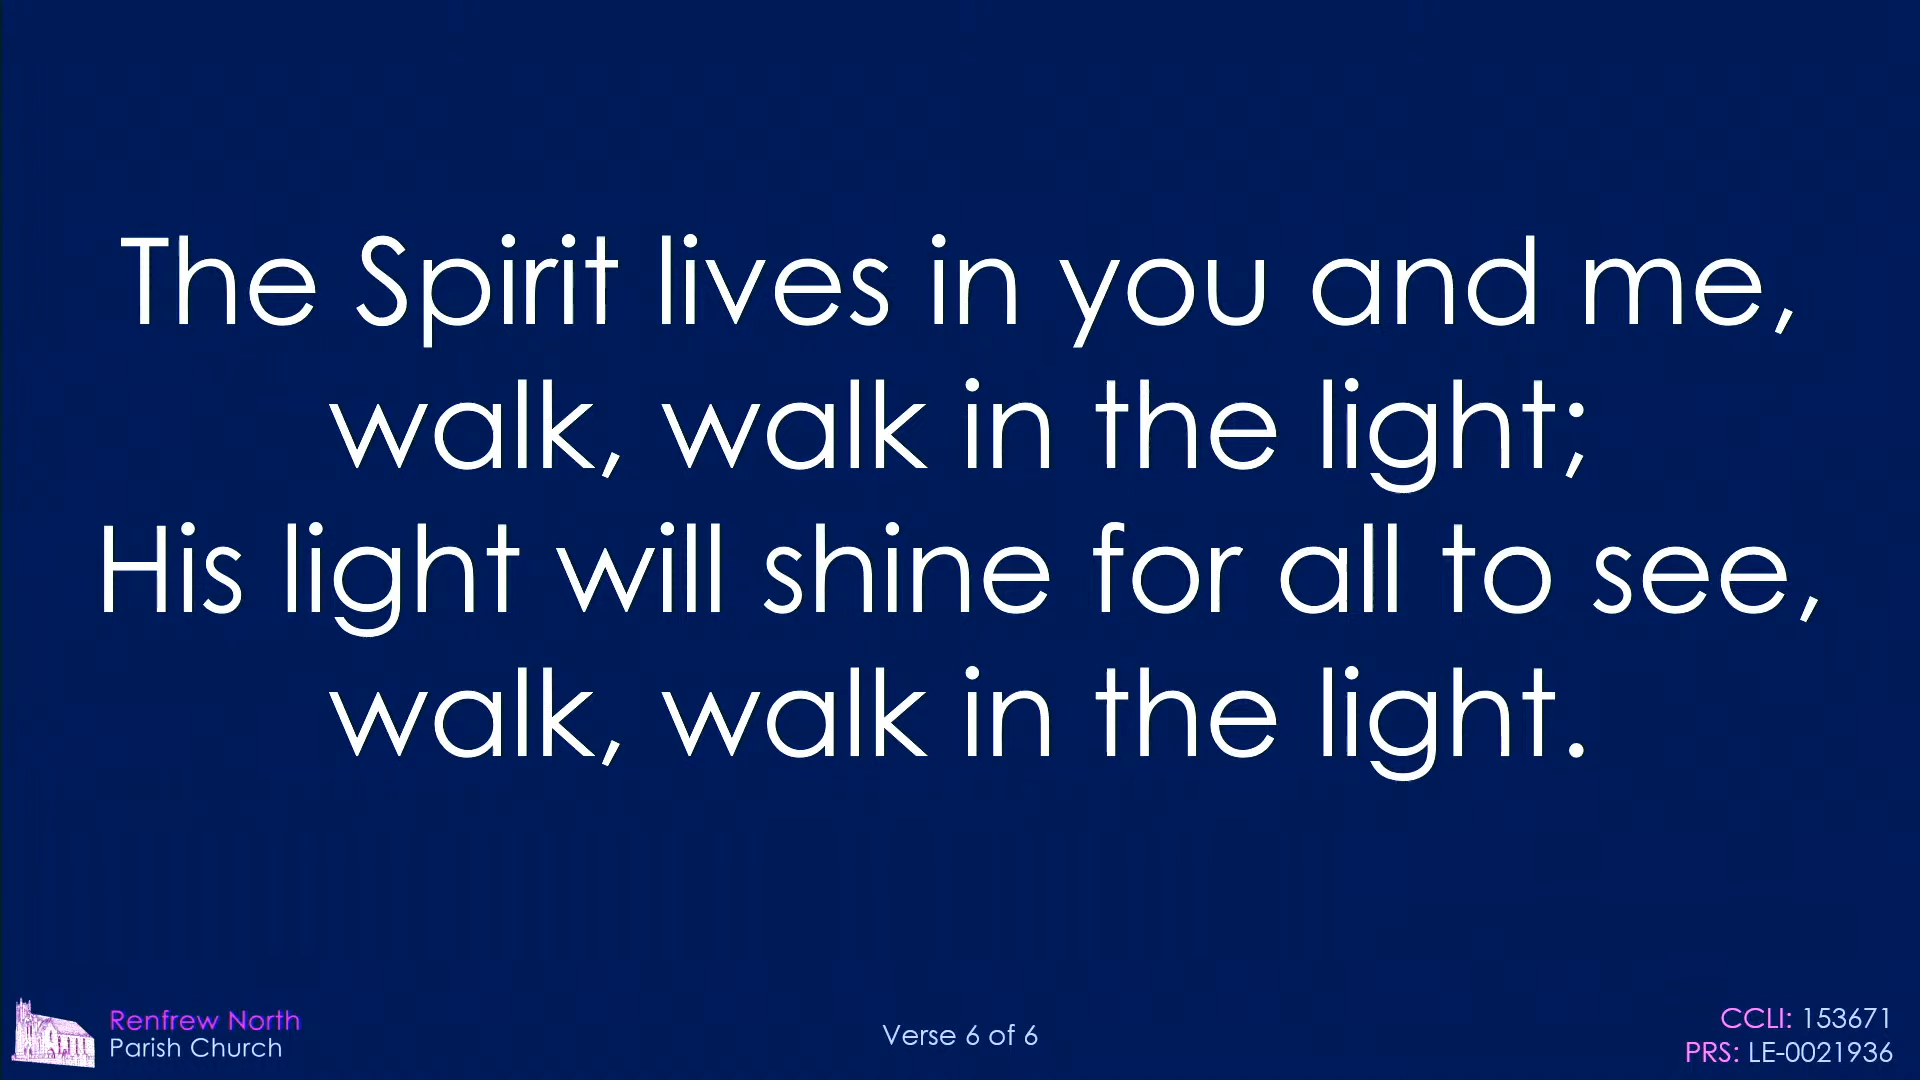 The Spirit lives in you and me,
walk, walk in the light;
His light will shine for all to see,
walk, walk in the light.
Renfrew North
Parish Church
Verse 6 of 6
CCLI: 153671
PRS: LE-0021936